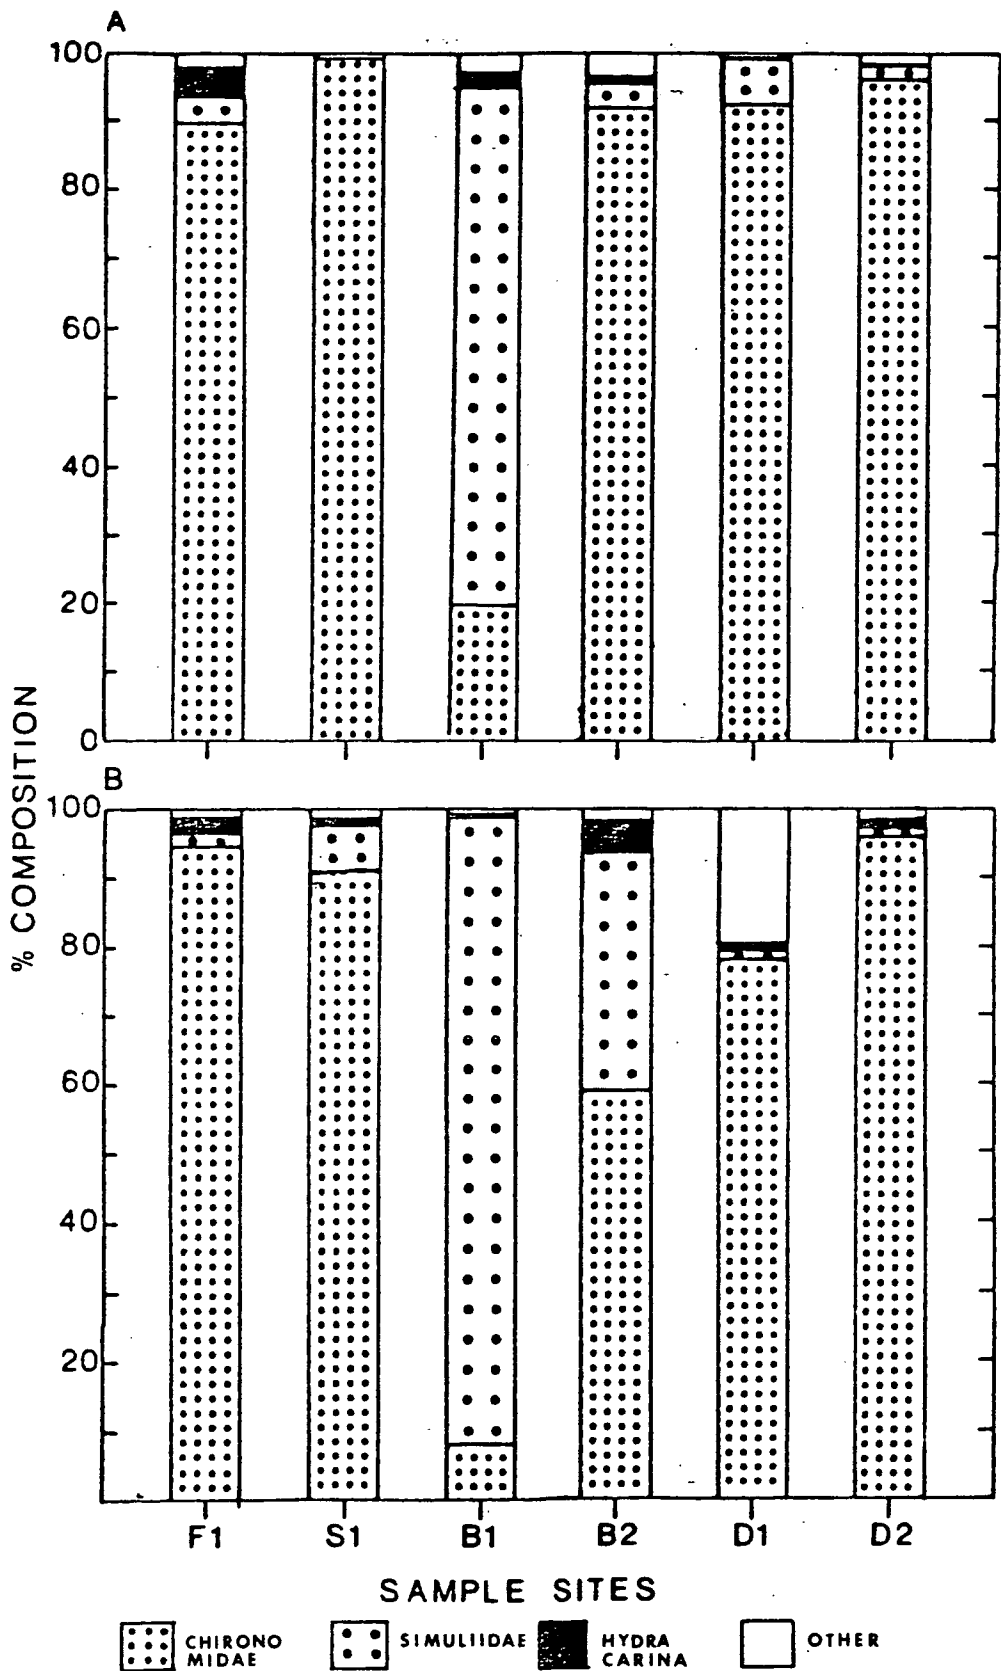 A
100
80
60
40
20
0
B
100
80
60
40
20
% COMPOSITION
F1 S1 B1 B2 D1 D2
SAMPLE SITES
CHIRONO MIDAE
SIMULIIDAE
HYDRA CARINA
OTHER